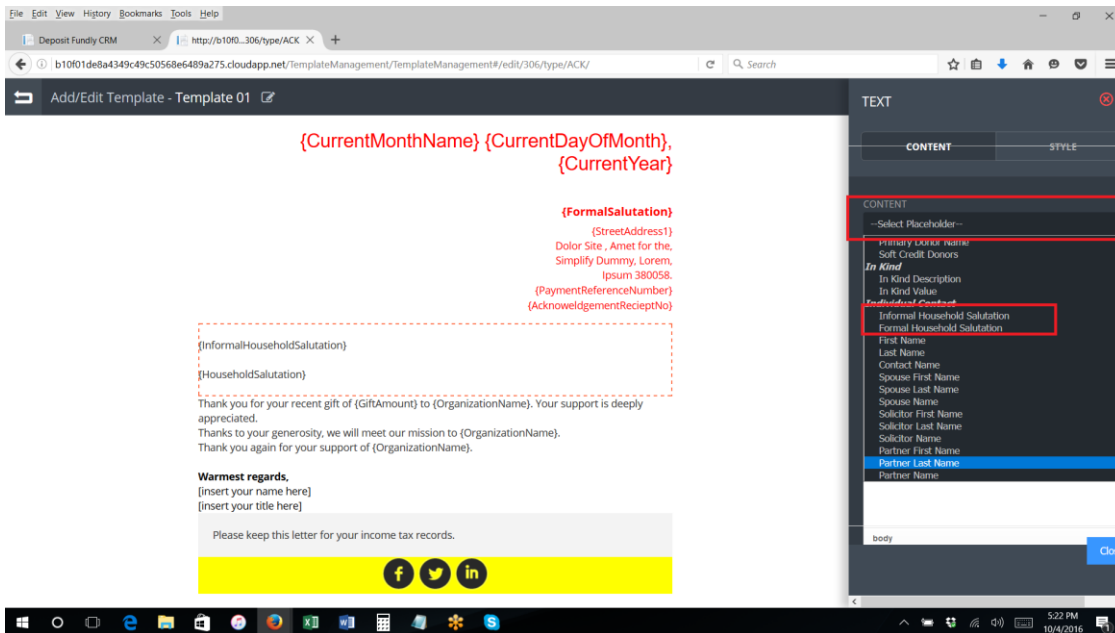 File Edit View History Bookmarks Tools Help
Deposit Fundly CRM
http://b10f0...306/type/ACK
b10f01de8a4349c49c50568e6489a275.cloudapp.net/TemplateManagement/TemplateManagement#/edit/306/type/ACK/
Search
Add/Edit Template - Template 01
{CurrentMonthName} {CurrentDayOfMonth},
{CurrentYear}
{FormalSalutation}
{StreetAddress1}
Dolor Site , Amet for the,
Simplify Dummy, Lorem,
Ipsum 380058.
{PaymentReferenceNumber}
{AcknoweldgementRecieptNo}
{InformalHouseholdSalutation}
{HouseholdSalutation}
Thank you for your recent gift of {GiftAmount} to {OrganizationName}. Your support is deeply
appreciated.
Thanks to your generosity, we will meet our mission to {OrganizationName}.
Thank you again for your support of {OrganizationName}.
Warmest regards,
[insert your name here]
[insert your title here]
Please keep this letter for your income tax records.
TEXT
CONTENT
STYLE
CONTENT
--Select Placeholder--
Primary Donor Name
Soft Credit Donors
In Kind
In Kind Description
In Kind Value
Individual Contact
Informal Household Salutation
Formal Household Salutation
First Name
Last Name
Contact Name
Spouse First Name
Spouse Last Name
Spouse Name
Solicitor First Name
Solicitor Last Name
Solicitor Name
Partner First Name
Partner Last Name
Partner Name
body
Clo
5:22 PM
10/4/2016